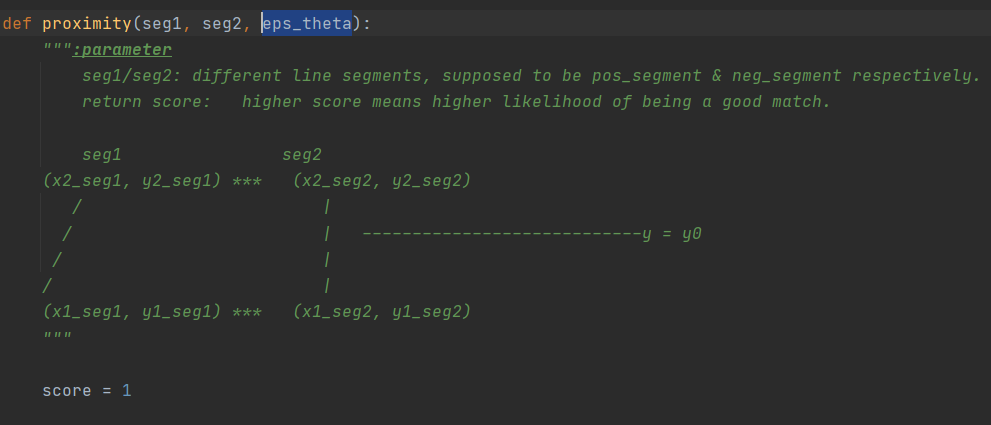 def proximity(seg1, seg2, eps_theta):
    """:parameter
        seg1/seg2: different line segments, supposed to be pos_segment & neg_segment respectively.
        return score:   higher score means higher likelihood of being a good match.
        seg1                seg2
    (x2_seg1, y2_seg1) ***   (x2_seg2, y2_seg2)
       /                        |
      /                         |   ----------------------------y = y0
     /                          |
    /                           |
    (x1_seg1, y1_seg1) ***   (x1_seg2, y1_seg2)
    """
    score = 1